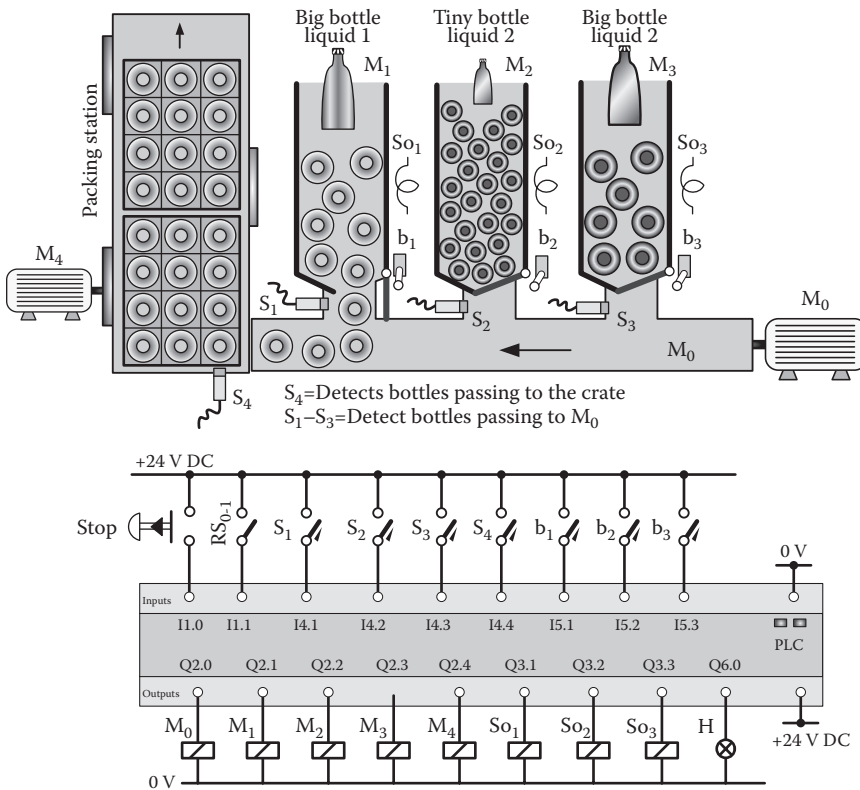 Big bottle
liquid 1
Tiny bottle
liquid 2
Big bottle
liquid 2
M1
M2
M3
Packing station
So1
So2
So3
b1
b2
b3
M4
S1
S2
S3
M0
M0
S4
S4=Detects bottles passing to the crate
S1–S3=Detect bottles passing to M0
+24 V DC
Stop
RS0-1
S1
S2
S3
S4
b1
b2
b3
0 V
Inputs
I1.0 I1.1 I4.1 I4.2 I4.3 I4.4 I5.1 I5.2 I5.3
PLC
Q2.0 Q2.1 Q2.2 Q2.3 Q2.4 Q3.1 Q3.2 Q3.3 Q6.0
Outputs
M0 M1 M2 M3 M4 So1 So2 So3 H
+24 V DC
0 V